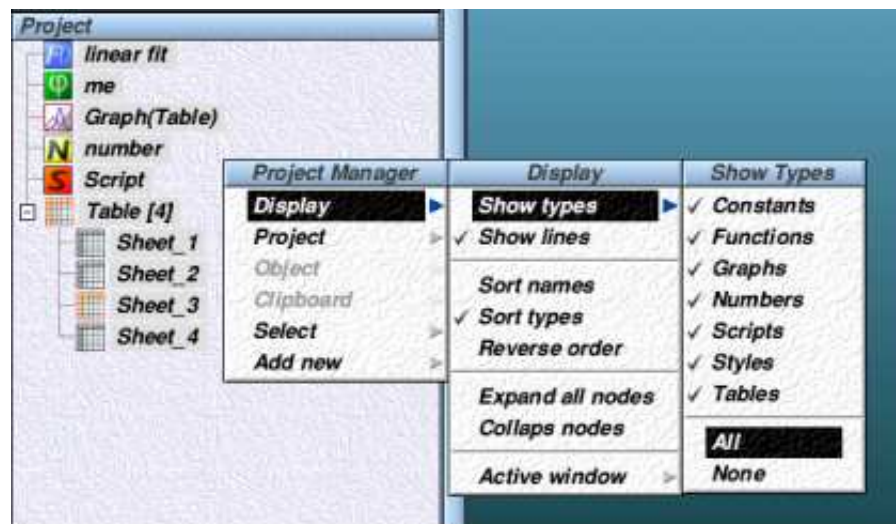 Project
linear fit
me
Graph(Table)
number
Script
Table [4]
Sheet_1
Sheet_2
Sheet_3
Sheet_4
Project Manager
Display
Project
Object
Clipboard
Select
Add new
Display
Show types
Show lines
Sort names
Sort types
Reverse order
Expand all nodes
Collaps nodes
Active window
Show Types
Constants
Functions
Graphs
Numbers
Scripts
Styles
Tables
All
None